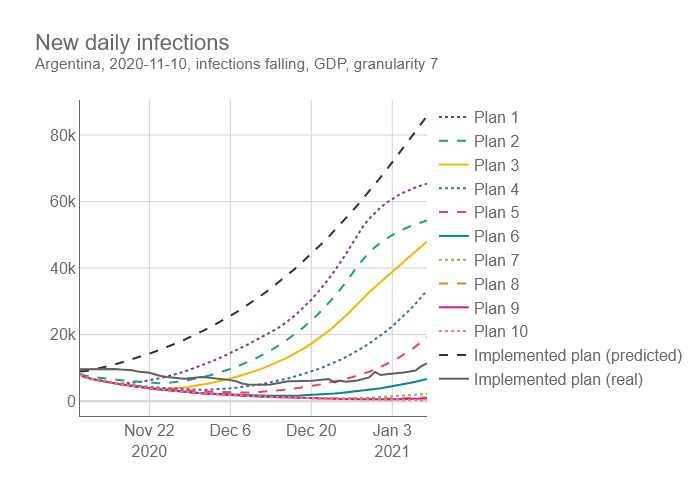 New daily infections
Argentina, 2020-11-10, infections falling, GDP, granularity 7
80k
60k
40k
20k
0
Nov 22
2020
Dec 6
Dec 20
Jan 3
2021
Plan 1
Plan 2
Plan 3
Plan 4
Plan 5
Plan 6
Plan 7
Plan 8
Plan 9
Plan 10
Implemented plan (predicted)
Implemented plan (real)